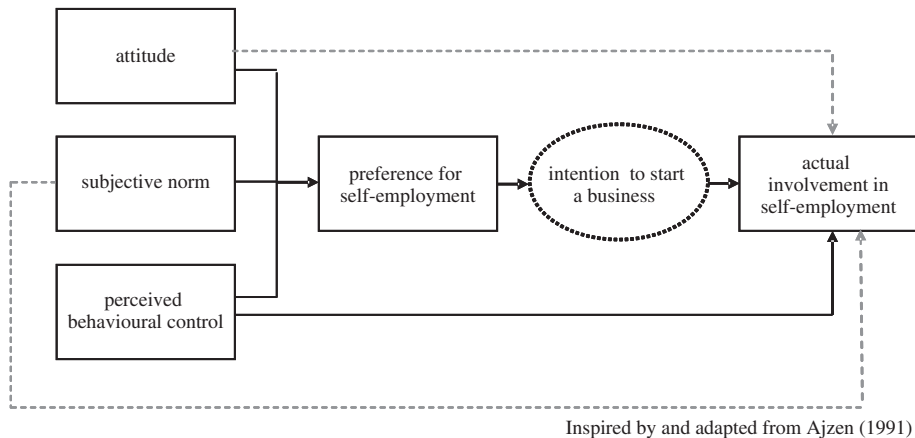 attitude
subjective norm
perceived
behavioural control
preference for
self-employment
intention to start
a business
actual
involvement in
self-employment
Inspired by and adapted from Ajzen (1991)